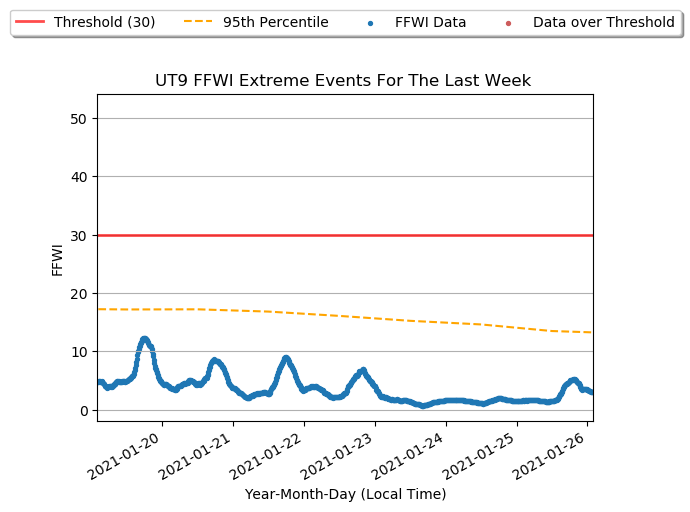 Threshold (30) 95th Percentile FFWI Data Data over Threshold
UT9 FFWI Extreme Events For The Last Week
50
40
30
20
10
0
FFWI
2021-01-20 2021-01-21 2021-01-22 2021-01-23 2021-01-24 2021-01-25 2021-01-26
Year-Month-Day (Local Time)